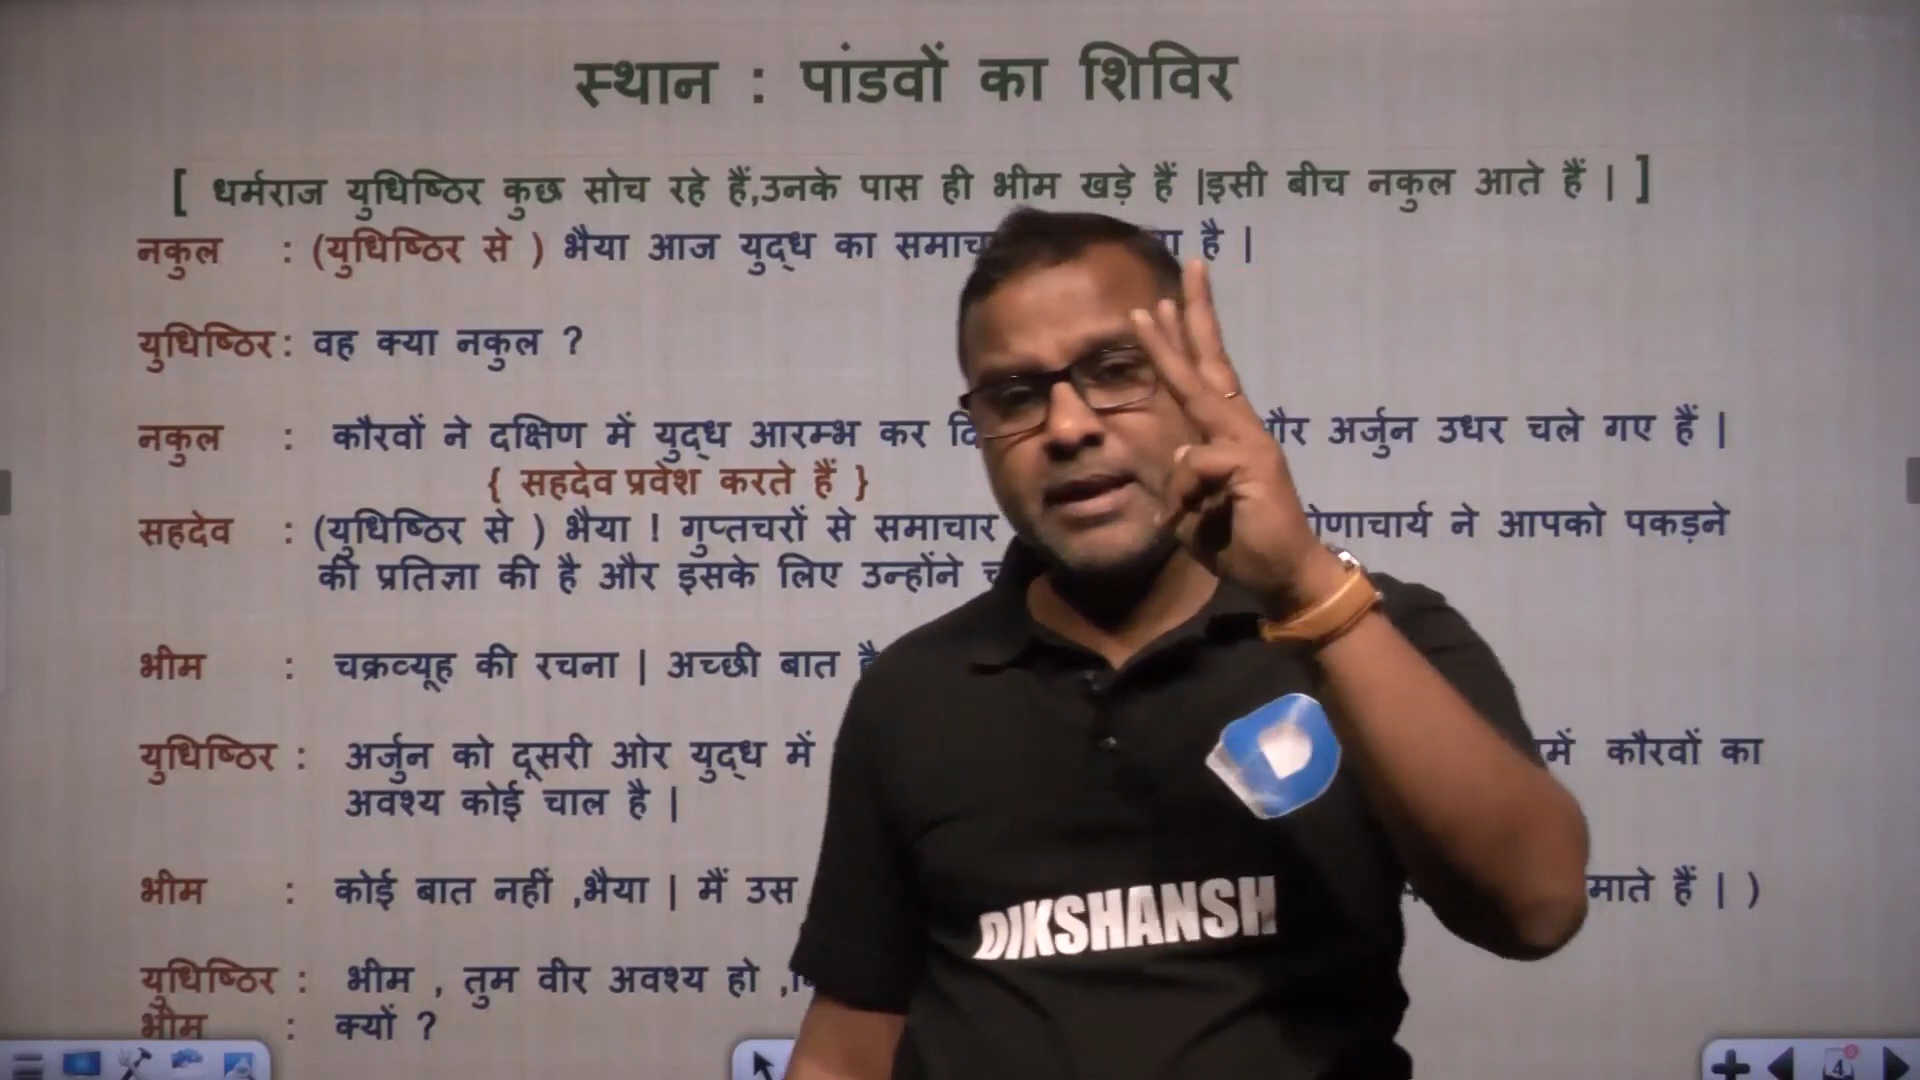 स्थान : पांडवों का शिविर
[ धर्मराज युधिष्ठिर कुछ सोच रहे हैं,उनके पास ही भीम खड़े हैं |इसी बीच नकुल आते हैं | ]
नकुल : (युधिष्ठिर से ) भैया आज युद्ध का है |
युधिष्ठिर : वह क्या नकुल ?
नकुल : कौरवों ने दक्षिण में युद्ध आरम्भ कर अर्जुन उधर चले गए हैं |
{ सहदेव प्रवेश करते हैं }
सहदेव : (युधिष्ठिर से ) भैया ! गुप्तचरों से समाचार ने आपको पकड़ने
की प्रतिज्ञा की है और इसके लिए उन्होंने
भीम : चक्रव्यूह की रचना | अच्छी बात
युधिष्ठिर : अर्जुन को दूसरी ओर युद्ध में कौरवों का
अवश्य कोई चाल है |
भीम : कोई बात नहीं ,भैया | मैं उस हैं | )
युधिष्ठिर : भीम , तुम वीर अवश्य हो ,
भीम : क्यों ?
DIKSHANSH
4